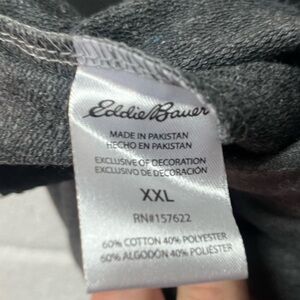 Eddie Bauer
MADE IN PAKISTAN
HECHO EN PAKISTAN
EXCLUSIVE OF DECORATION
EXCLUSIVO DE DECORACIÓN
XXL
RN#157622
60% COTTON 40% POLYESTER
60% ALGODÓN 40% POLIÉSTER